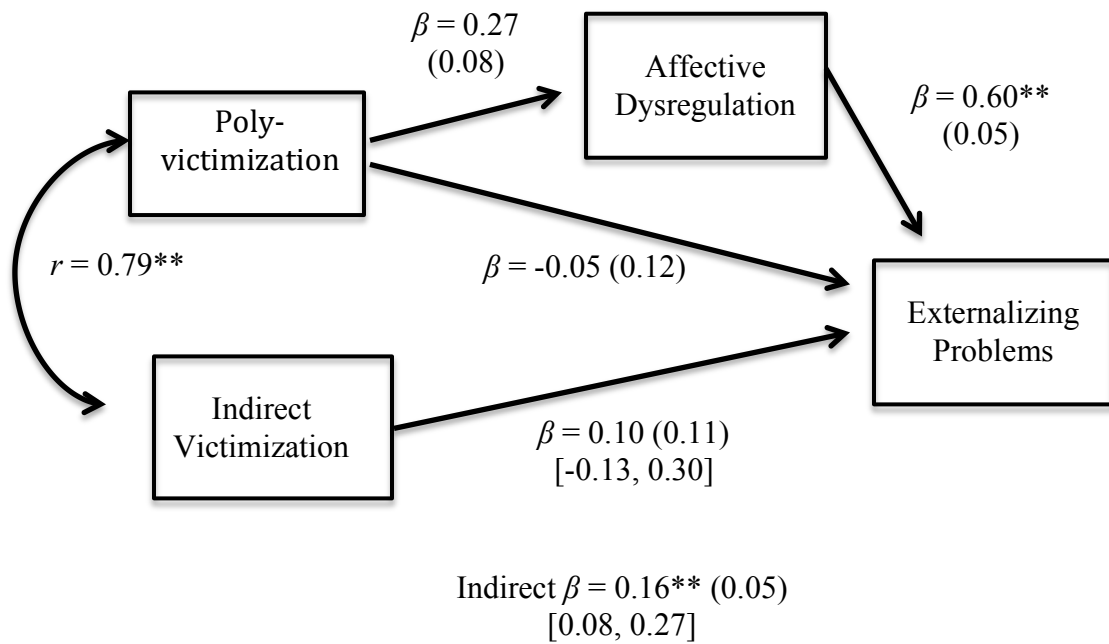 β = 0.27
(0.08)
Affective
Dysregulation
β = 0.60**
(0.05)
Poly-
victimization
r = 0.79**
β = -0.05 (0.12)
Externalizing
Problems
Indirect
Victimization
β = 0.10 (0.11)
[-0.13, 0.30]
Indirect β = 0.16** (0.05)
[0.08, 0.27]